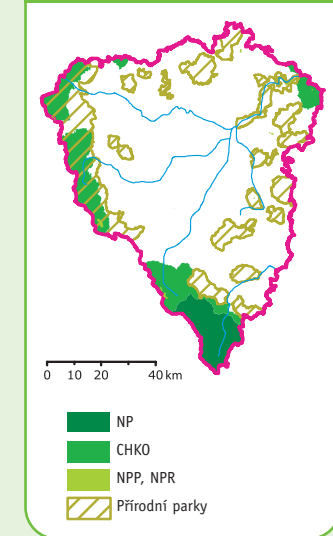 0 10 20 40 km
NP
CHKO
NPP, NPR
Přírodní parky